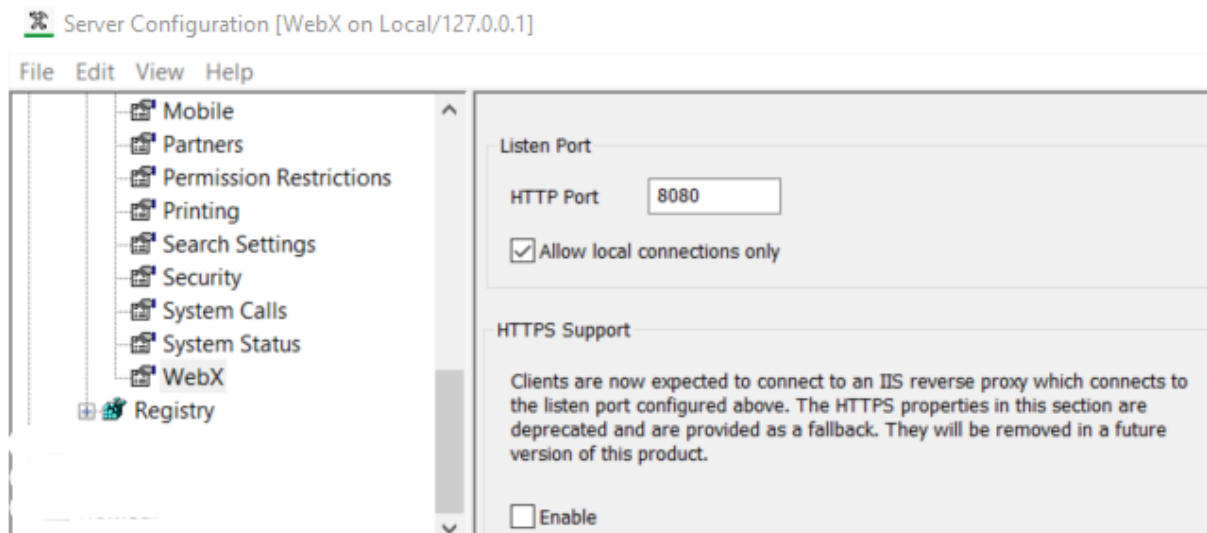 Server Configuration [WebX on Local/127.0.0.1]
File Edit View Help
Mobile
Partners
Permission Restrictions
Printing
Search Settings
Security
System Calls
System Status
WebX
Registry
Listen Port
HTTP Port 8080
Allow local connections only
HTTPS Support
Clients are now expected to connect to an IIS reverse proxy which connects to
the listen port configured above. The HTTPS properties in this section are
deprecated and are provided as a fallback. They will be removed in a future
version of this product.
Enable